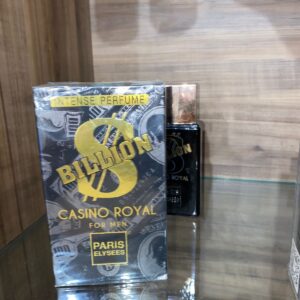 INTENSE PERFUME
$
BILLION
CASINO ROYAL
FOR MEN
PARIS
ELYSEES